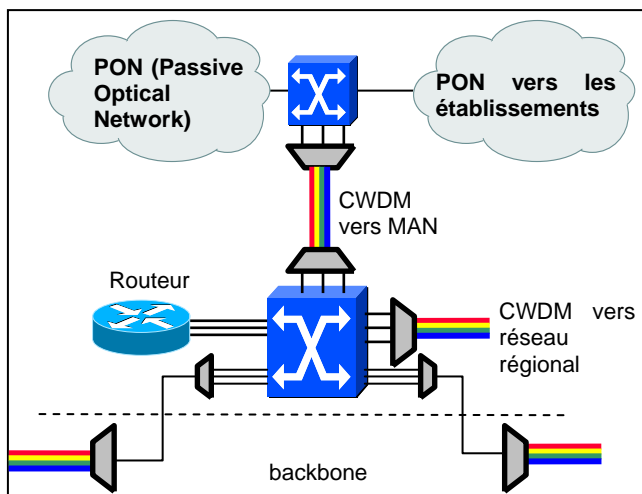 PON (Passive
Optical
Network)
PON vers les
établissements
CWDM
vers MAN
Routeur
CWDM vers
réseau
régional
backbone